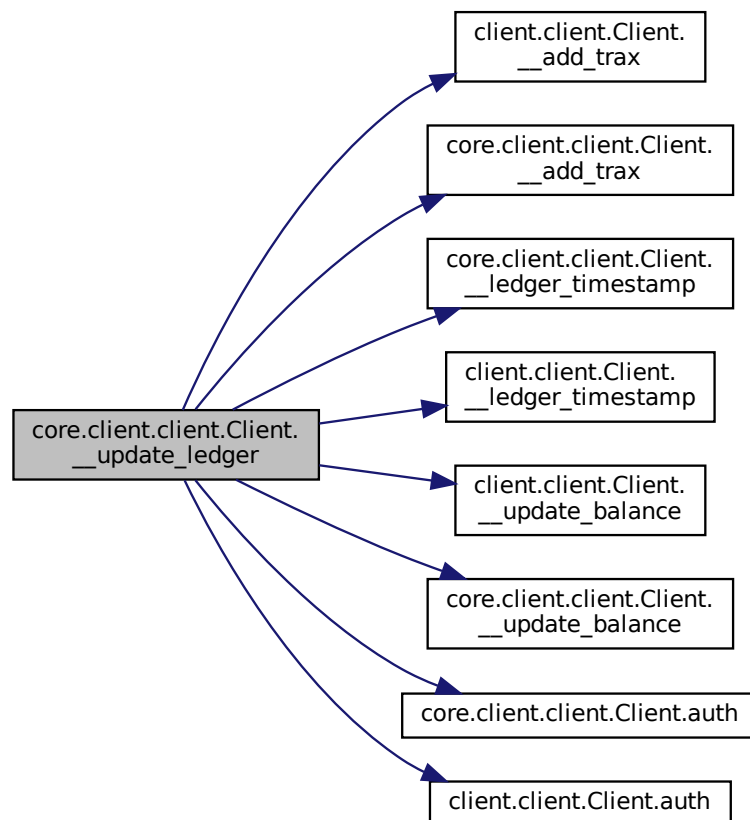 client.client.Client.
__add_trax
core.client.client.Client.
__add_trax
core.client.client.Client.
__ledger_timestamp
client.client.Client.
__ledger_timestamp
core.client.client.Client.
__update_ledger
client.client.Client.
__update_balance
core.client.client.Client.
__update_balance
core.client.client.Client.auth
client.client.Client.auth